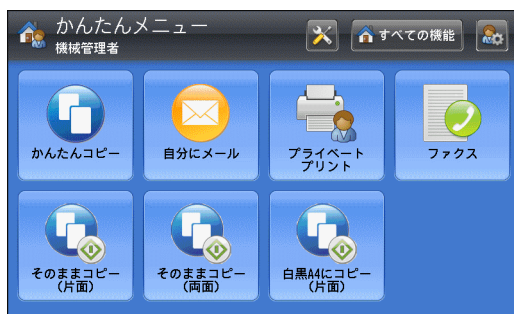 かんたんメニュー
機械管理者
すべての機能
かんたんコピー
自分にメール
プライベート
プリント
ファクス
そのままコピー
(片面)
そのままコピー
(両面)
白黒A4にコピー
(片面)